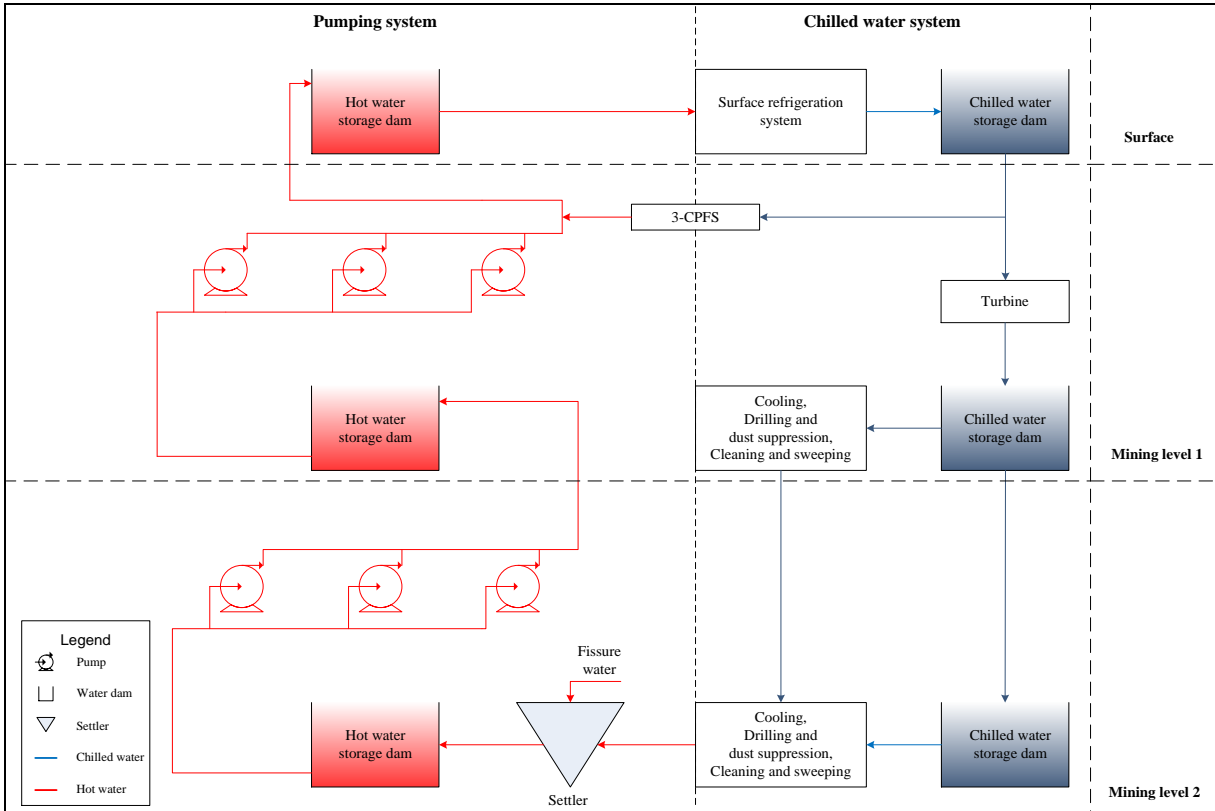 Pumping system
Chilled water system
Hot water
storage dam
Surface refrigeration
system
Chilled water
storage dam
Surface
3-CPFS
Turbine
Hot water
storage dam
Cooling,
Drilling and
dust suppression,
Cleaning and sweeping
Chilled water
storage dam
Mining level 1
Legend
Pump
Water dam
Settler
Chilled water
Hot water
Fissure
water
Hot water
storage dam
Settler
Cooling,
Drilling and
dust suppression,
Cleaning and sweeping
Chilled water
storage dam
Mining level 2